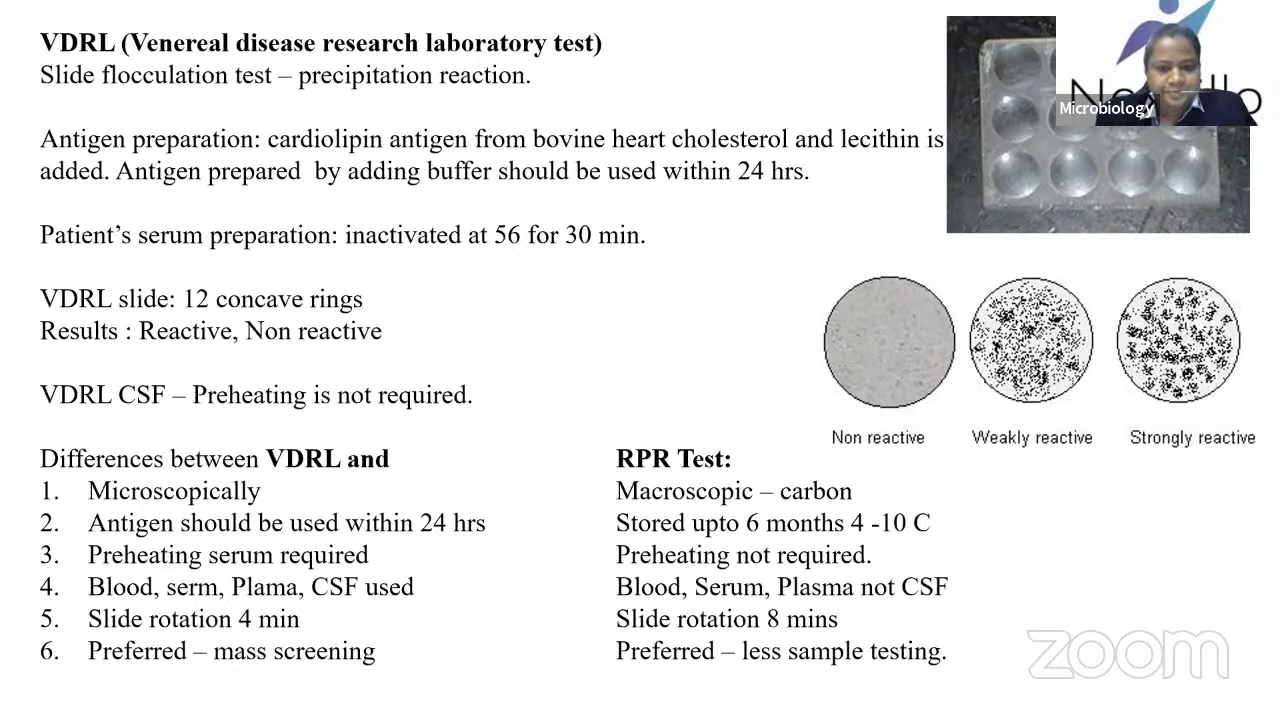 VDRL (Venereal disease research laboratory test)
Slide flocculation test – precipitation reaction.
Antigen preparation: cardiolipin antigen from bovine heart cholesterol and lecithin is
added. Antigen prepared by adding buffer should be used within 24 hrs.
Patient's serum preparation: inactivated at 56 for 30 min.
VDRL slide: 12 concave rings
Results : Reactive, Non reactive
VDRL CSF – Preheating is not required.
Microbiology
Non reactive
Weakly reactive
Strongly reactive
Differences between VDRL and
1. Microscopically
2. Antigen should be used within 24 hrs
3. Preheating serum required
4. Blood, serm, Plama, CSF used
5. Slide rotation 4 min
6. Preferred – mass screening
RPR Test:
Macroscopic – carbon
Stored upto 6 months 4 -10 C
Preheating not required.
Blood, Serum, Plasma not CSF
Slide rotation 8 mins
Preferred – less sample testing.
zoom